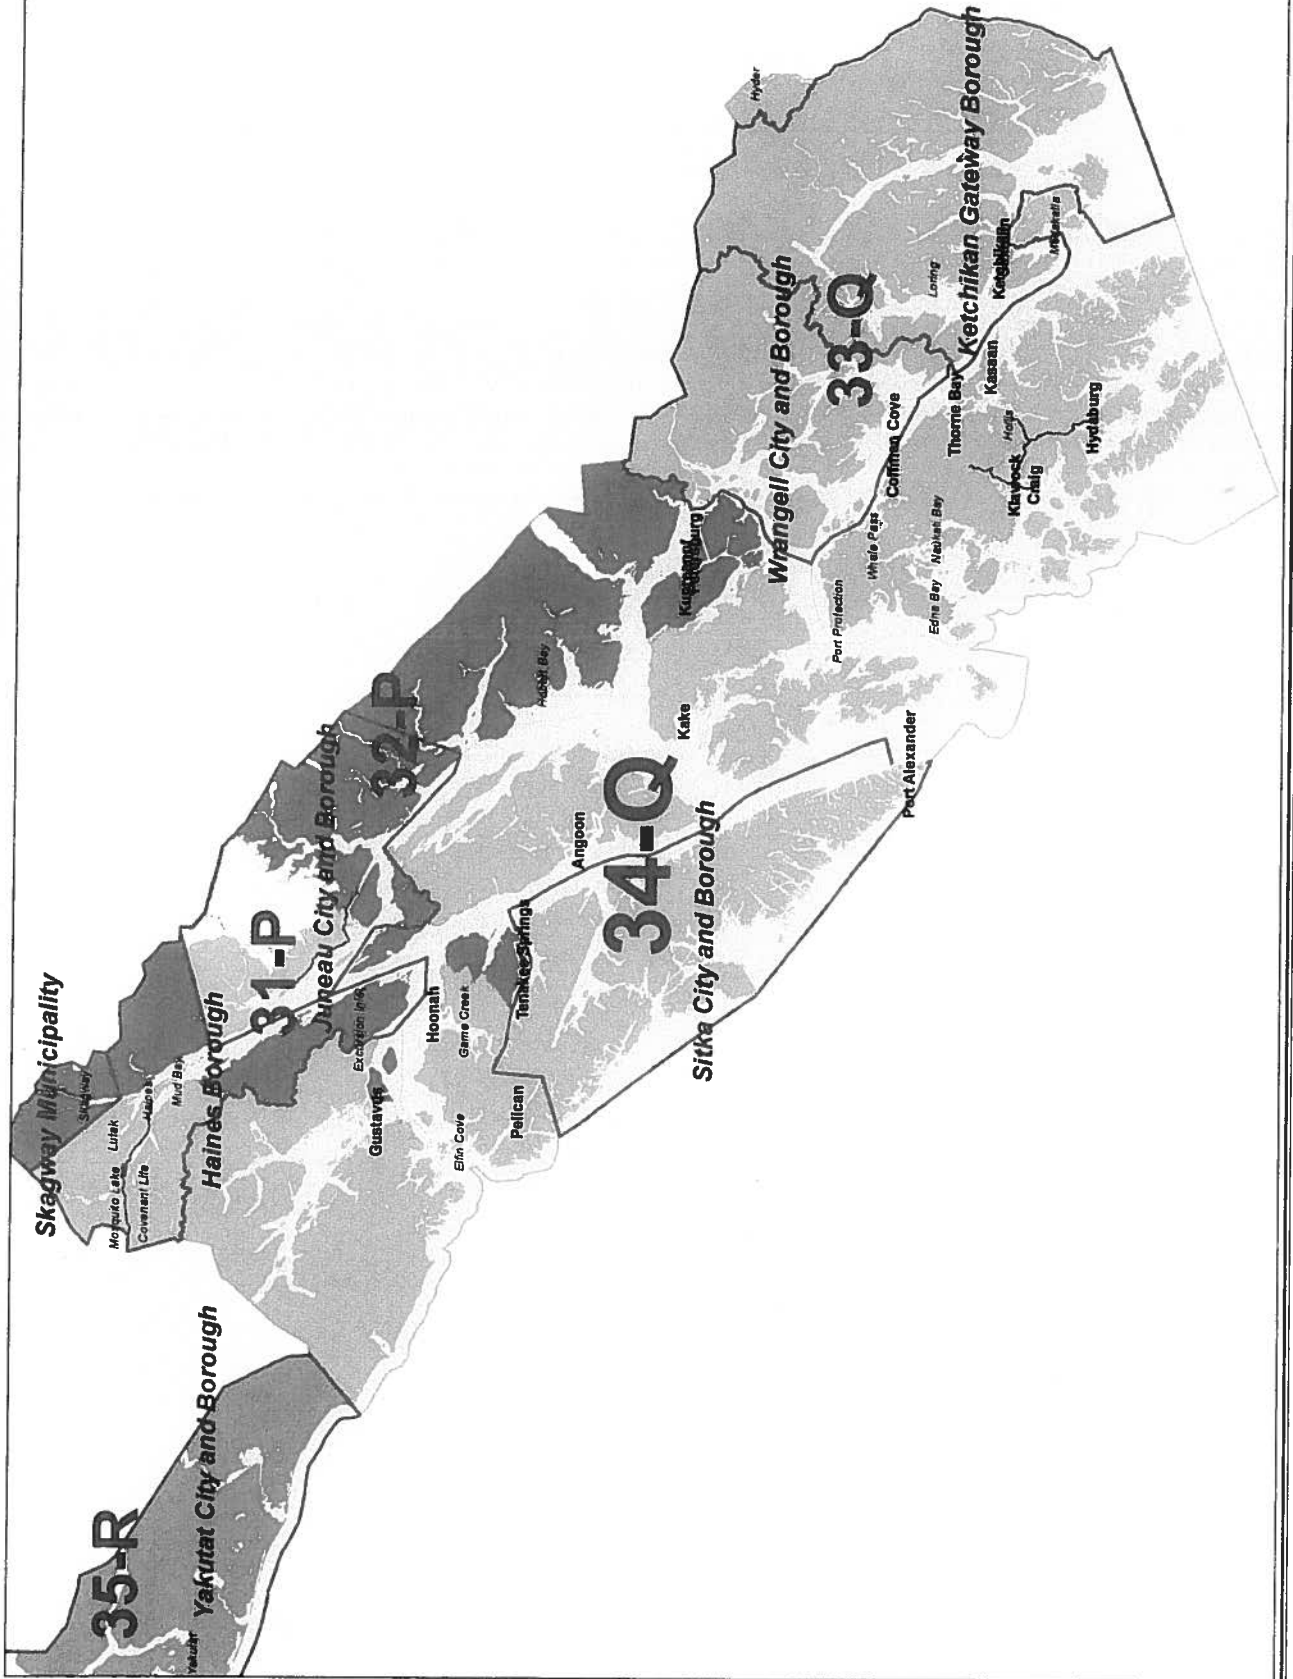 Skagway Municipality
35-R
Skagway
Mosquito Lake
Lutak
Covenant Life
Haines
Mud Bay
Yakutat
Yakutat City and Borough
Haines Borough
31-P
Juneau City and Borough
Excursion
Gustavus
32-P
Hoonah
Elfin Cove
Game Creek
Pelican
Tenakee Springs
Hobart Bay
Angoon
34-Q
Kake
Kupreanof
Petersburg
Sitka City and Borough
Hyder
Wrangell City and Borough
Port Protection
33-Q
Whale Pass
Coffman Cove
Port Alexander
Edna Bay
Naukati Bay
Loring
Thorne Bay
Ketchikan Gateway Borough
Kasaan
Ketchikan
Hollis
Klawock
Craig
Metlakatla
Hydaburg